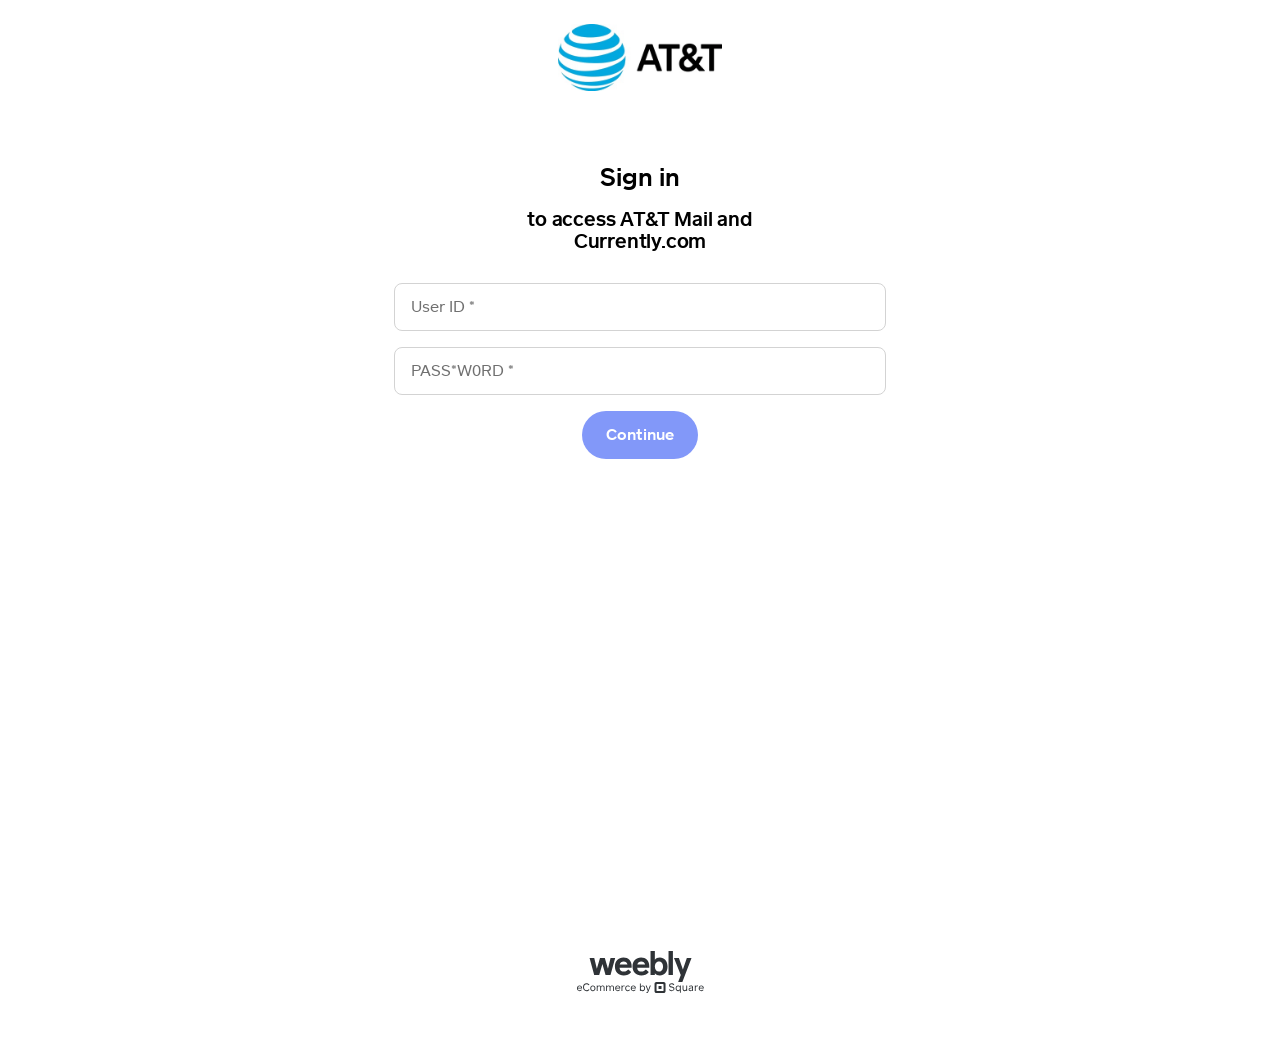 AT&T
Sign in
to access AT&T Mail and
Currently.com
User ID *
PASS*W0RD *
Continue
weebly
eCommerce by Square